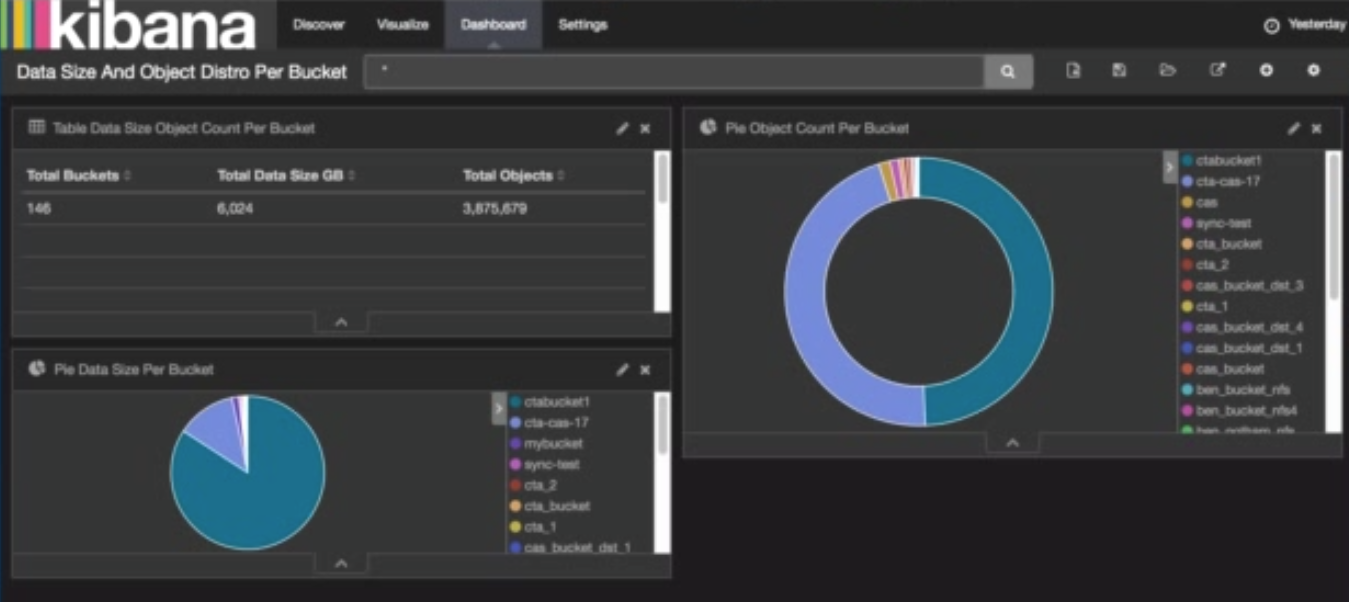 kibana
Discover Visualize Dashboard Settings Yesterday
Data Size And Object Distro Per Bucket *
Table Data Size Object Count Per Bucket
Total Buckets Total Data Size GB Total Objects
146 6,024 3,875,679
Pie Data Size Per Bucket
ctabucket1
cta-cas-17
mybucket
sync-test
cta_2
cta_bucket
cta_1
cas_bucket_dst_1
Pie Object Count Per Bucket
ctabucket1
cta-cas-17
cas
sync-test
cta_bucket
cta_2
cas_bucket_dst_3
cta_1
cas_bucket_dst_4
cas_bucket_dst_1
cas_bucket
ben_bucket_nfs
ben_bucket_nfs4